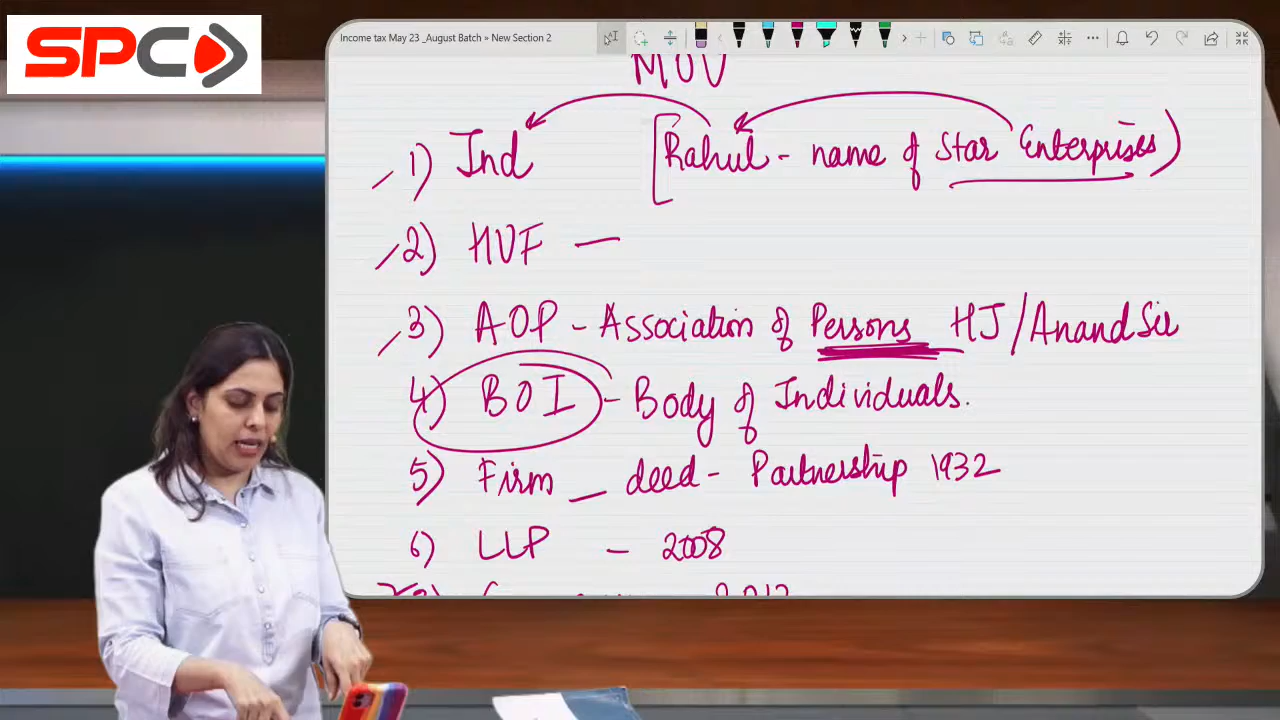 SPC
Income tax May 23 _August Batch » New Section 2
1) Ind [Rahul - name of Star Enterprises)
2) HUF —
3) AOP - Association of Persons HJ/Anand Sir
4) BOI - Body of Individuals.
5) Firm _ deed - Partnership 1932
6) LLP - 2008